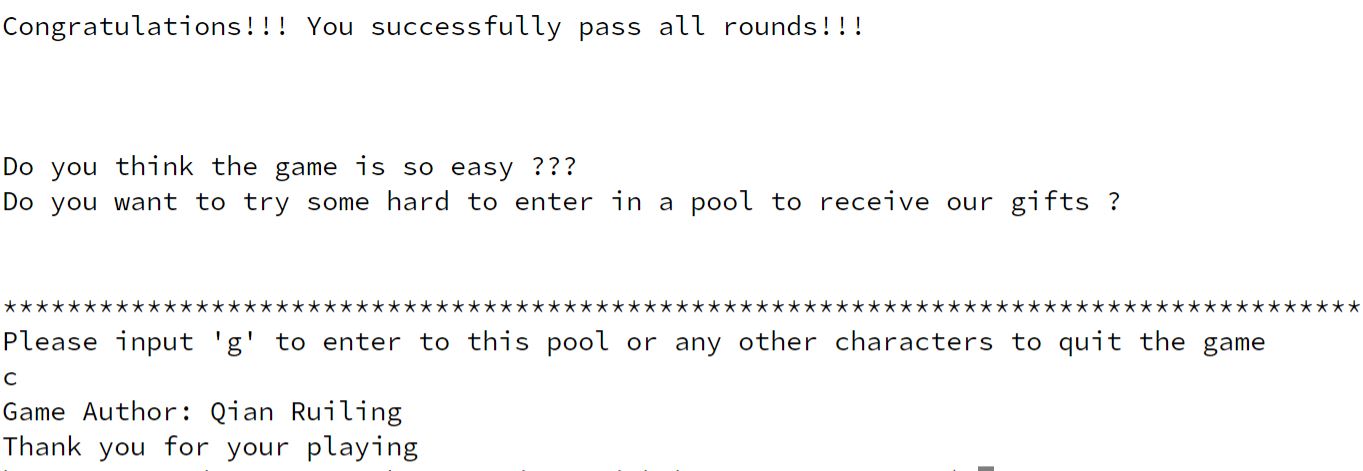 Congratulations!!! You successfully pass all rounds!!!
Do you think the game is so easy ???
Do you want to try some hard to enter in a pool to receive our gifts ?
*************************************************************************************
Please input 'g' to enter to this pool or any other characters to quit the game
c
Game Author: Qian Ruiling
Thank you for your playing